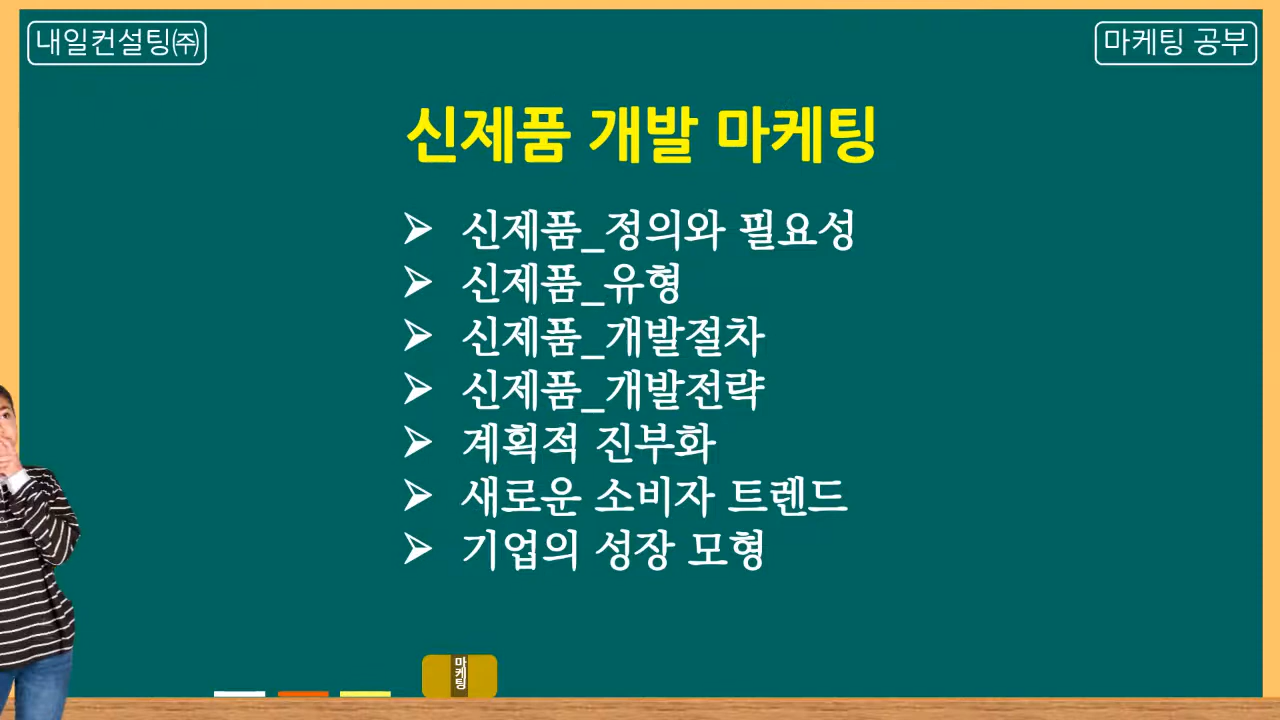 내일컨설팅㈜
마케팅 공부
신제품 개발 마케팅
➢ 신제품_정의와 필요성
➢ 신제품_유형
➢ 신제품_개발절차
➢ 신제품_개발전략
➢ 계획적 진부화
➢ 새로운 소비자 트렌드
➢ 기업의 성장 모형
마케팅